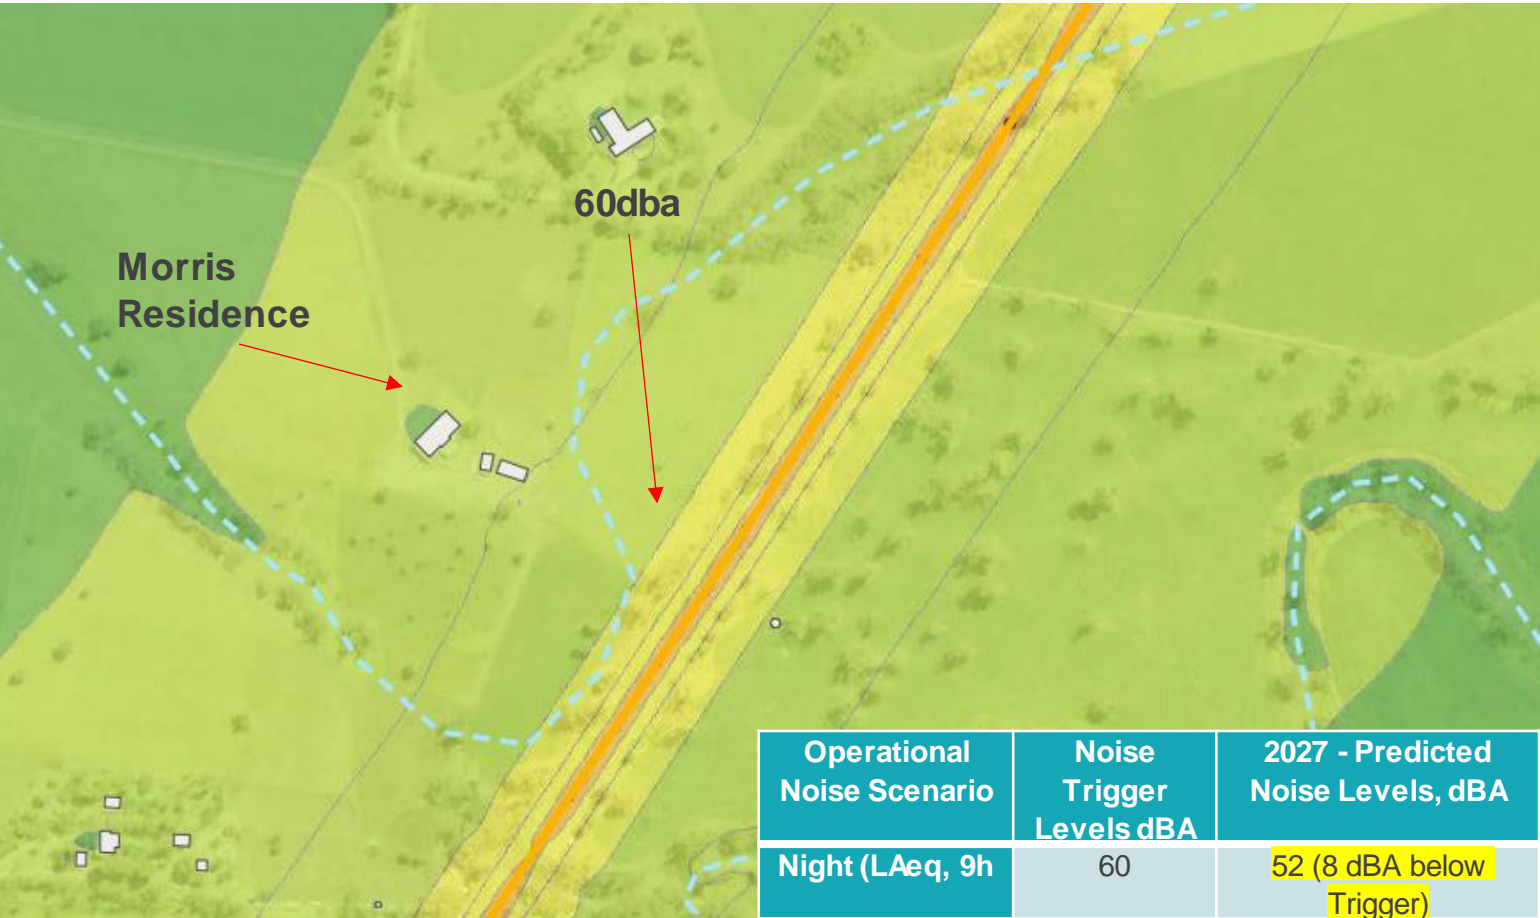 60dba
Morris
Residence
Operational
Noise Scenario
Noise
Trigger
Levels dBA
2027 - Predicted
Noise Levels, dBA
Night (LAeq, 9h
60
52 (8 dBA below
Trigger)